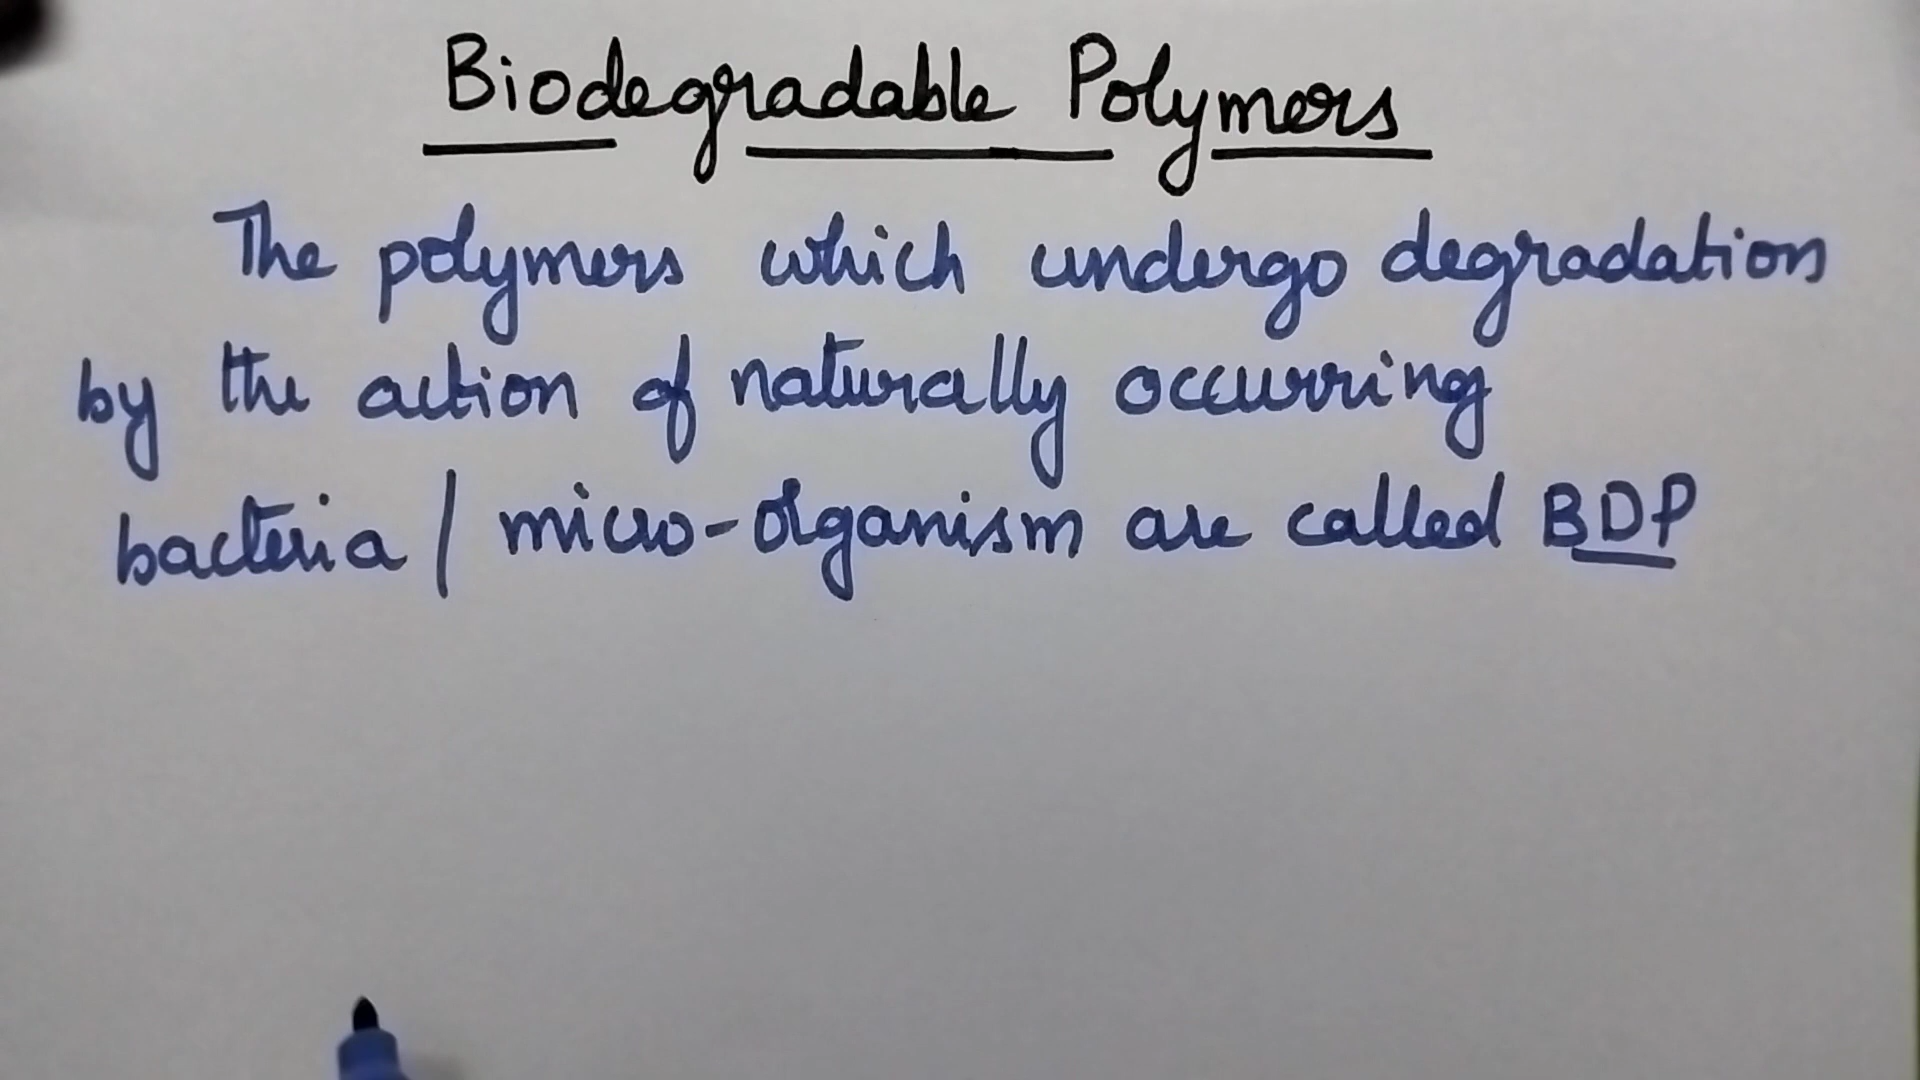 Biodegradable Polymers
The polymers which undergo degradation
by the action of naturally occurring
bacteria / micro-organism are called BDP